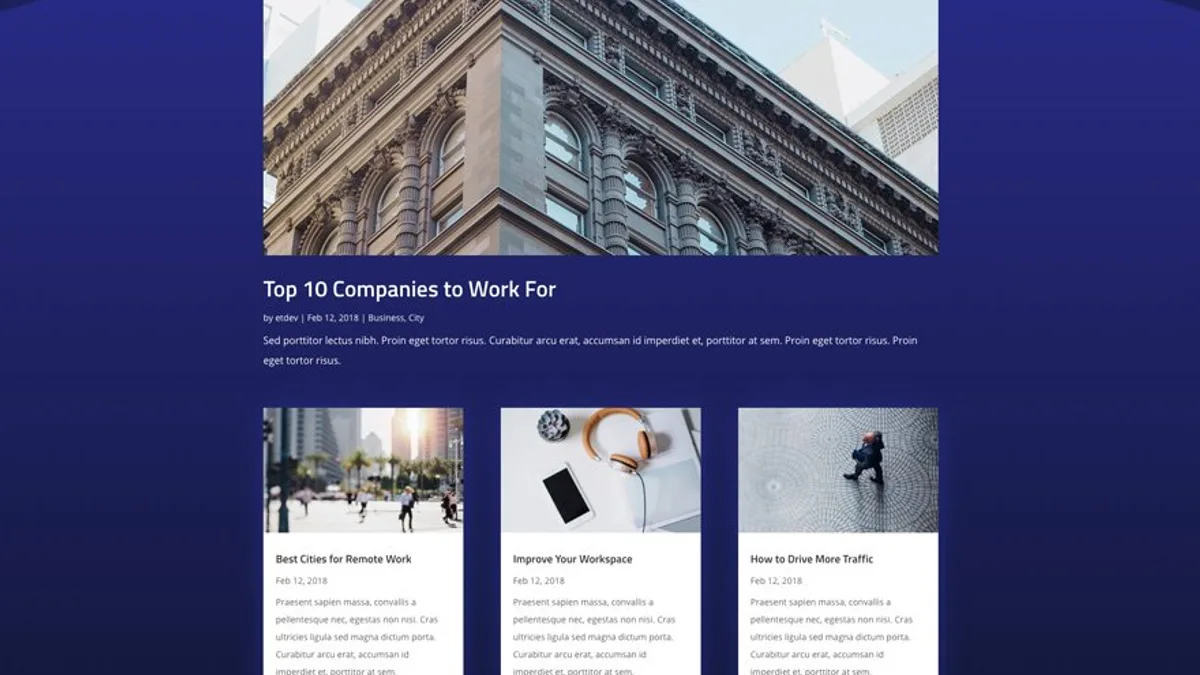 Top 10 Companies to Work For
by etdev | Feb 12, 2018 | Business, City
Sed porttitor lectus nibh. Proin eget tortor risus. Curabitur arcu erat, accumsan id imperdiet et, porttitor at sem. Proin eget tortor risus. Proin
eget tortor risus.
Best Cities for Remote Work
Feb 12, 2018
Praesent sapien massa, convallis a
pellentesque nec, egestas non nisi. Cras
ultricies ligula sed magna dictum porta.
Curabitur arcu erat, accumsan id
imperdiet et, porttitor at sem.
Improve Your Workspace
Feb 12, 2018
Praesent sapien massa, convallis a
pellentesque nec, egestas non nisi. Cras
ultricies ligula sed magna dictum porta.
Curabitur arcu erat, accumsan id
imperdiet et, porttitor at sem.
How to Drive More Traffic
Feb 12, 2018
Praesent sapien massa, convallis a
pellentesque nec, egestas non nisi. Cras
ultricies ligula sed magna dictum porta.
Curabitur arcu erat, accumsan id
imperdiet et, porttitor at sem.